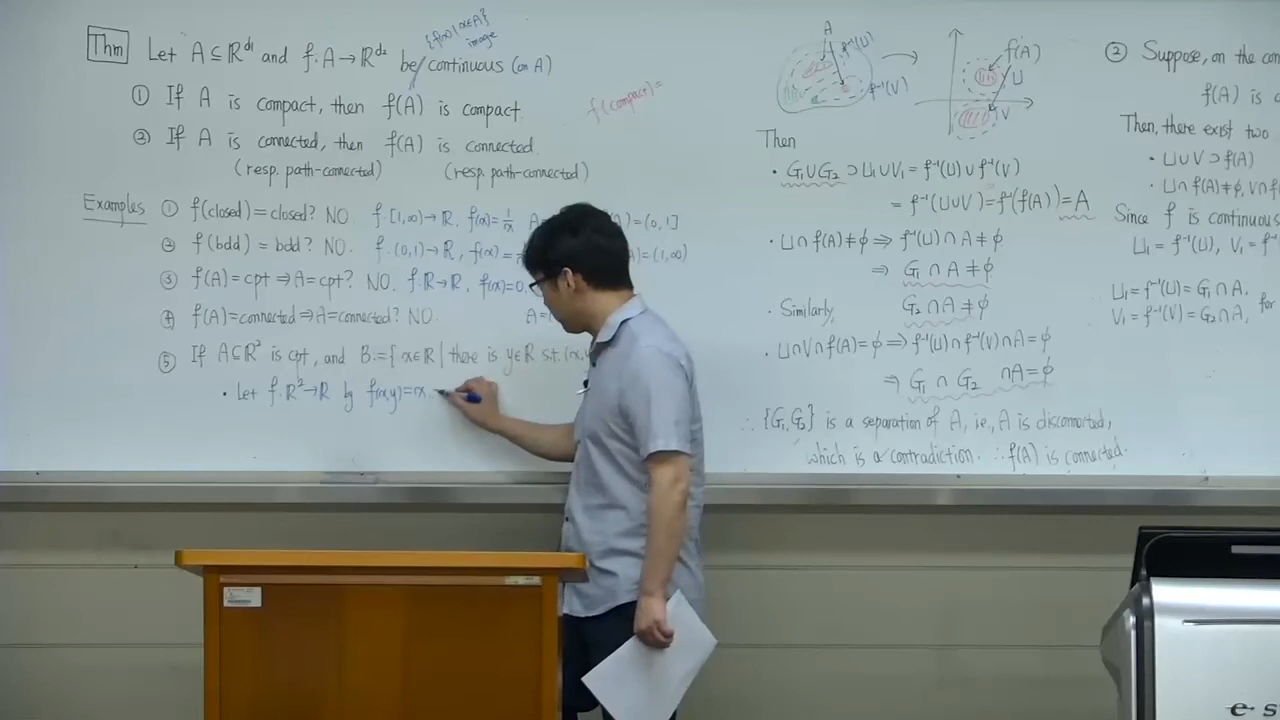 Thm Let A ⊆ ℝ^d1 and f: A → ℝ^d2 be continuous (on A)
{f(x) | x∈A}
image
① If A is compact, then f(A) is compact.
② If A is connected, then f(A) is connected.
(resp. path-connected) (resp. path-connected)
f(compact)=
Examples ① f(closed)=closed? NO. f: [1,∞)→ℝ, f(x)=1/x A= )=(0,1]
② f(bdd) = bdd? NO. f: (0,1)→ℝ, f(x)= )=(1,∞)
③ f(A)=cpt ⇒ A=cpt? NO. f: ℝ→ℝ, f(x)=0,
④ f(A)=connected ⇒ A=connected? NO. A=
⑤ If A⊂ℝ² is cpt, and B:={ x∈ℝ | there is y∈ℝ s.t. (x,y
· Let f: ℝ²→ℝ by f(x,y)=x.
A f⁻¹(U)
f⁻¹(V)
f(A)
U
V
Then
· G₁∪G₂ ⊃ U₁∪V₁ = f⁻¹(U) ∪ f⁻¹(V)
= f⁻¹(U∪V)=f⁻¹(f(A))=A
· U∩f(A)≠∅ ⇒ f⁻¹(U)∩A≠∅
⇒ G₁∩A≠∅
· Similarly, G₂∩A≠∅
· U∩V∩f(A)=∅ ⇒ f⁻¹(U)∩f⁻¹(V)∩A=∅
⇒ G₁∩G₂ ∩A=∅
∴ {G₁,G₂} is a separation of A, i.e., A is disconnected,
which is a contradiction. ∴ f(A) is connected.
② Suppose, on the con
f(A) is
Then, there exist two
· U∪V ⊃ f(A)
· U∩f(A)≠∅, V∩f
Since f is continuous
U₁=f⁻¹(U), V₁=f⁻¹
U₁=f⁻¹(U)=G₁∩A,
V₁=f⁻¹(V)=G₂∩A, for
e·s